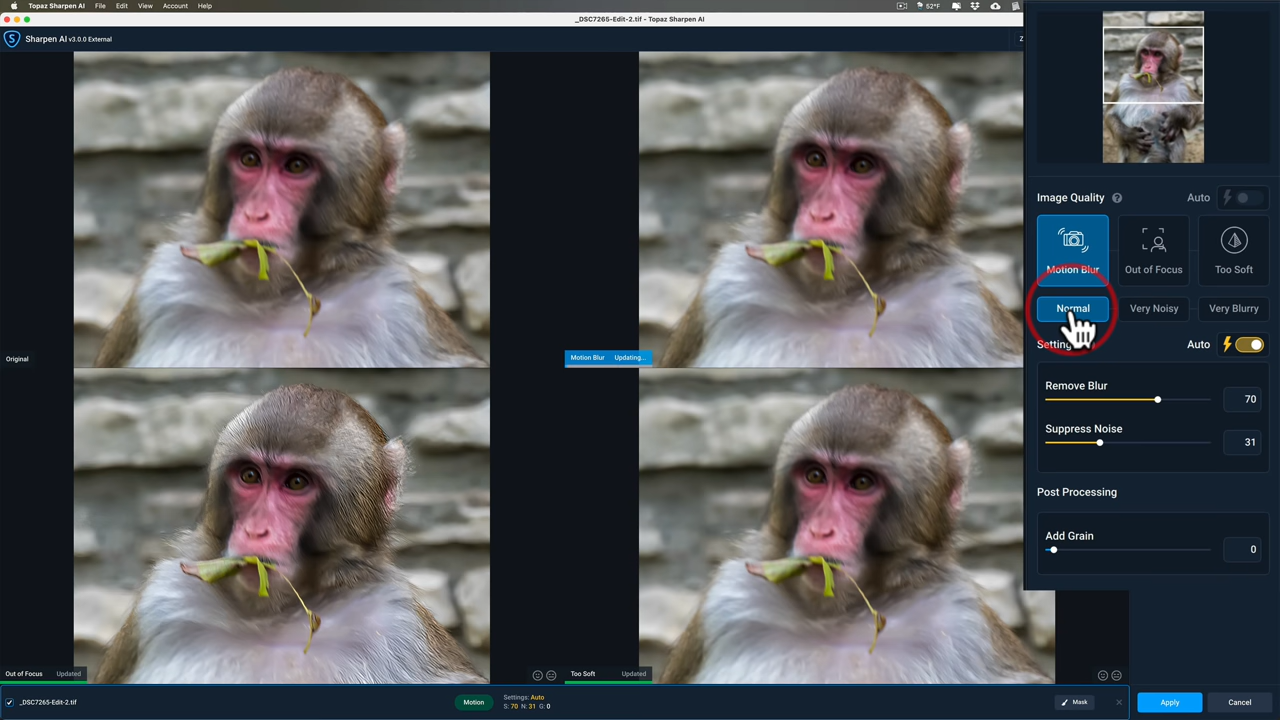 Topaz Sharpen AI File Edit View Account Help
52°F
_DSC7265-Edit-2.tif - Topaz Sharpen AI
S Sharpen AI v3.0.0 External
Z
Image Quality ? Auto
Motion Blur Out of Focus Too Soft
Normal Very Noisy Very Blurry
Auto
Remove Blur
70
Suppress Noise
31
Post Processing
Add Grain
0
Original
Motion Blur Updating...
Out of Focus Updated
Too Soft Updated
_DSC7265-Edit-2.tif
Motion
Settings: Auto
S: 70 N: 31 G: 0
Mask
Apply Cancel